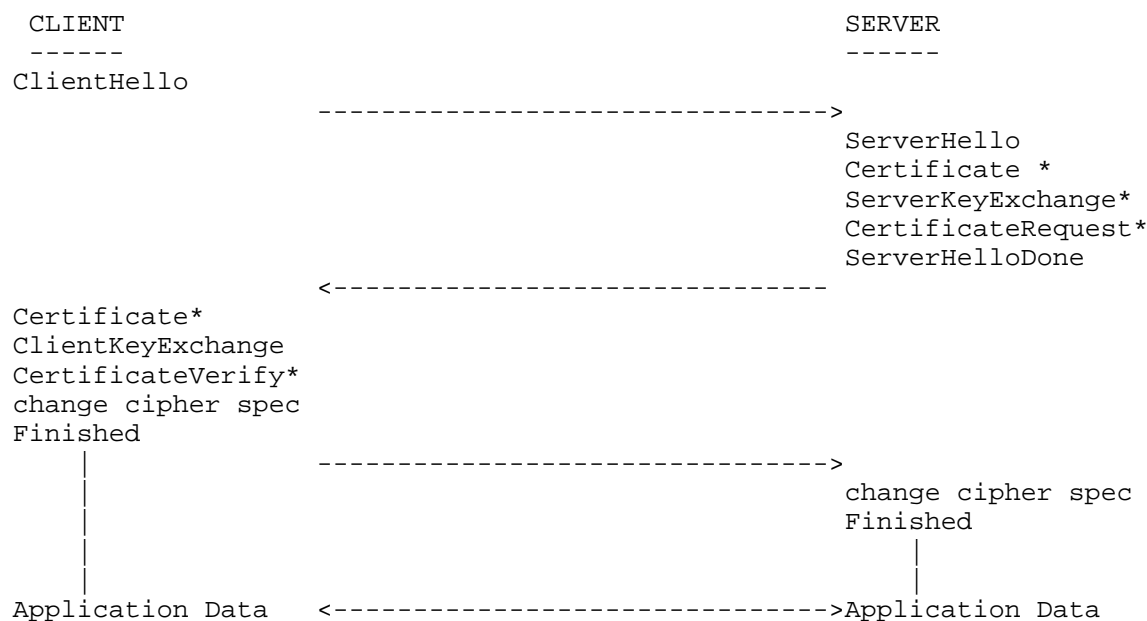 CLIENT SERVER
------ ------
ClientHello
-------------------------------->
ServerHello
Certificate *
ServerKeyExchange*
CertificateRequest*
ServerHelloDone
<-------------------------------
Certificate*
ClientKeyExchange
CertificateVerify*
change cipher spec
Finished
| -------------------------------->
| change cipher spec
| Finished
| |
| |
Application Data <------------------------------->Application Data